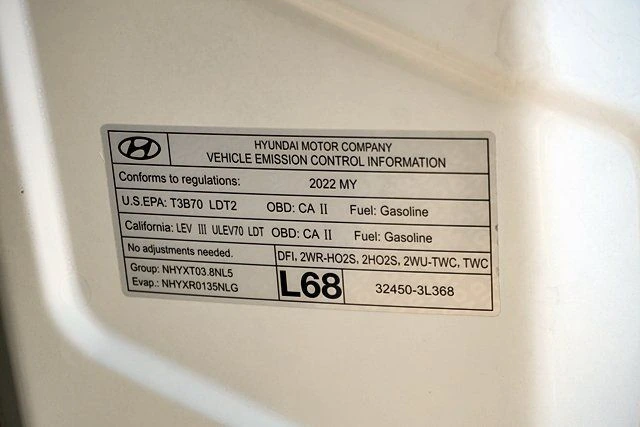 HYUNDAI MOTOR COMPANY
VEHICLE EMISSION CONTROL INFORMATION
Conforms to regulations: 2022 MY
U.S.EPA: T3B70 LDT2 OBD: CA II Fuel: Gasoline
California: LEV III ULEV70 LDT OBD: CA II Fuel: Gasoline
No adjustments needed. DFI, 2WR-HO2S, 2HO2S, 2WU-TWC, TWC
Group: NHYXT03.8NL5
Evap.: NHYXR0135NLG
L68 32450-3L368